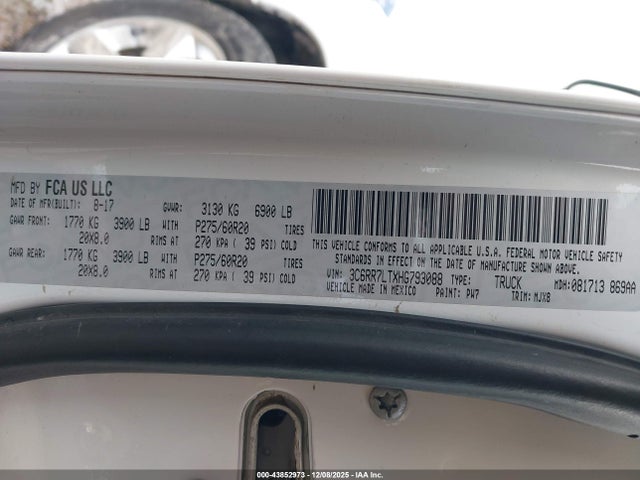 MFD BY FCA US LLC
DATE OF MFR(BUILT): 8-17 GVWR: 3130 KG 6900 LB
GAWR FRONT: 1770 KG 3900 LB WITH P275/60R20 TIRES
20X8.0 RIMS AT 270 KPA ( 39 PSI) COLD
GAWR REAR: 1770 KG 3900 LB WITH P275/60R20 TIRES
20X8.0 RIMS AT 270 KPA ( 39 PSI) COLD
THIS VEHICLE CONFORMS TO ALL APPLICABLE U.S.A. FEDERAL MOTOR VEHICLE SAFETY
STANDARDS IN EFFECT ON THE DATE OF MANUFACTURE SHOWN ABOVE.
VIN: 3C6RR7LTXHG793088 TYPE: TRUCK MDH:081713 869AA
VEHICLE MADE IN MEXICO PAINT: PW7 TRIM: MJX8
000-43852973 - 12/08/2025 - IAA Inc.